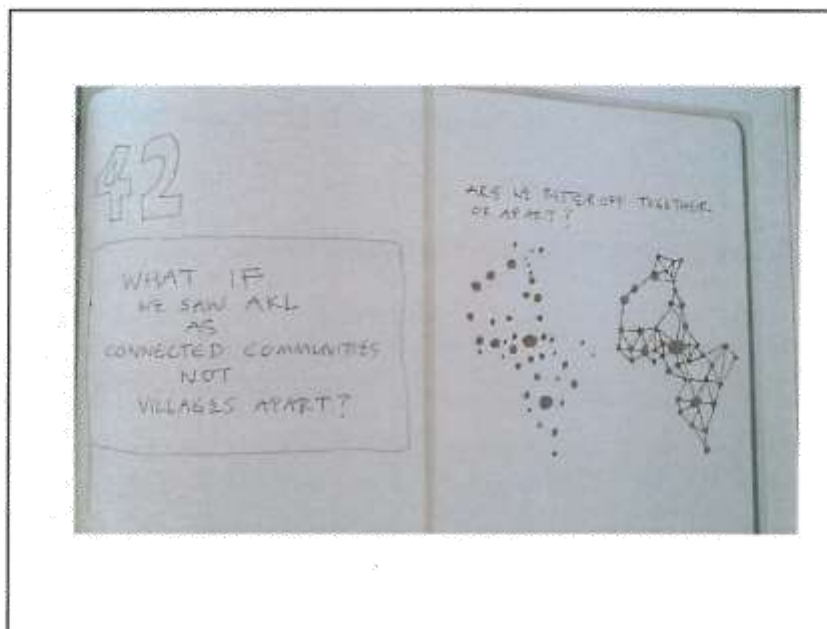 42
WHAT IF
WE SAW AKL
AS
CONNECTED COMMUNITIES
NOT
VILLAGES APART?
ARE WE BETTER OFF TOGETHER
OR APART?